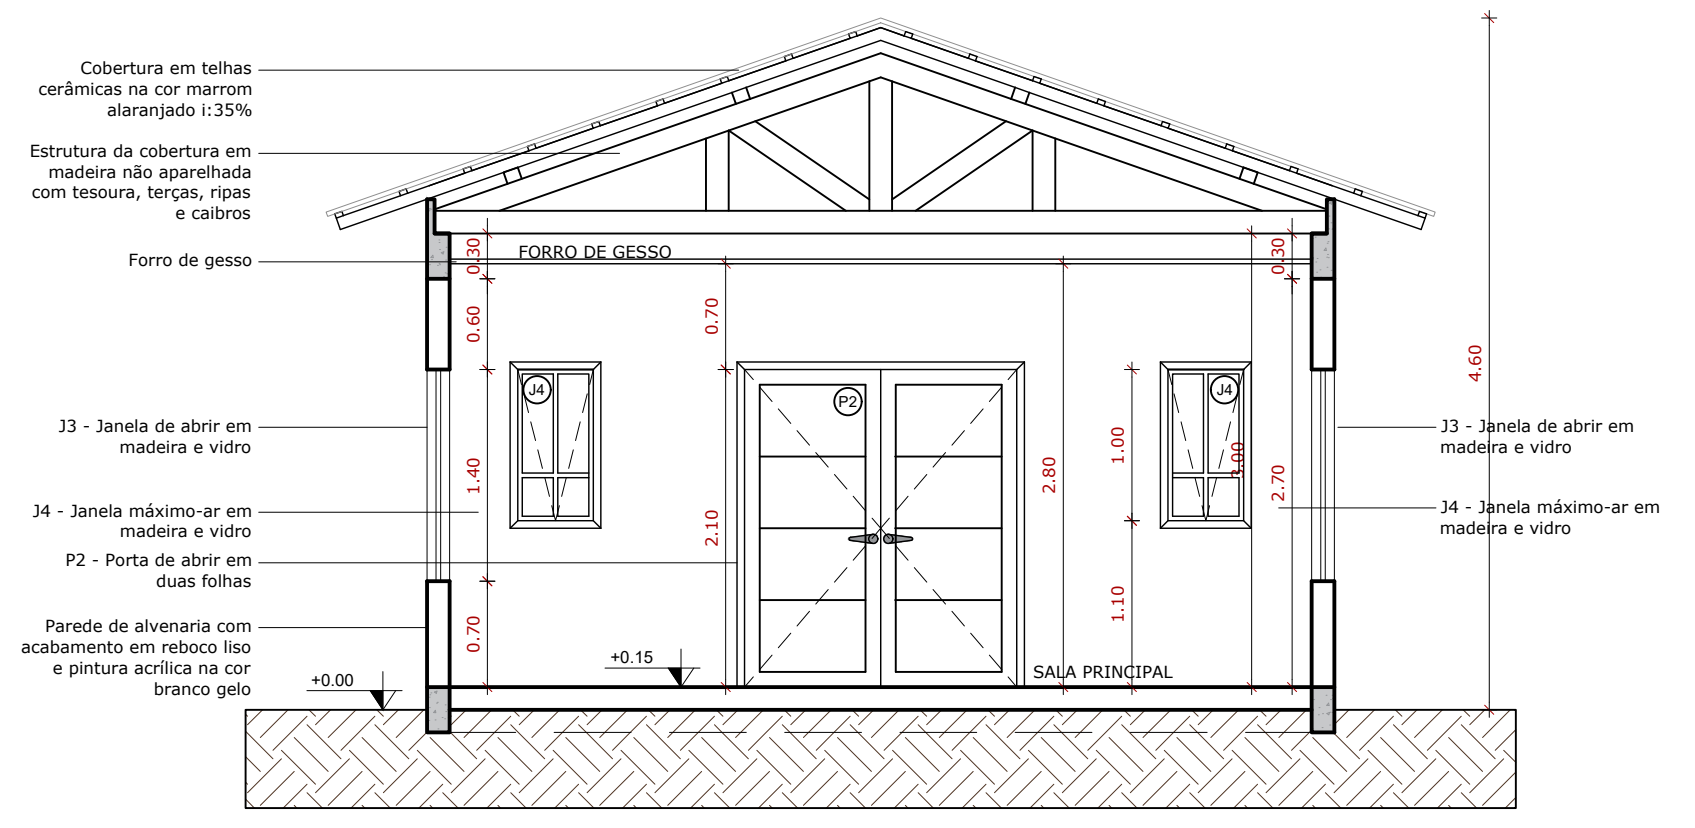 Cobertura em telhas
cerâmicas na cor marrom
alaranjado i:35%
Estrutura da cobertura em
madeira não aparelhada
com tesoura, terças, ripas
e caibros
Forro de gesso
J3 - Janela de abrir em
madeira e vidro
J4 - Janela máximo-ar em
madeira e vidro
P2 - Porta de abrir em
duas folhas
Parede de alvenaria com
acabamento em reboco liso
e pintura acrílica na cor
branco gelo
+0.00
0.30
0.60
1.40
0.70
FORRO DE GESSO
J4
+0.15
0.70
2.10
P2
2.80
SALA PRINCIPAL
1.00
1.10
J4
3.00
0.30
2.70
4.60
J3 - Janela de abrir em
madeira e vidro
J4 - Janela máximo-ar em
madeira e vidro